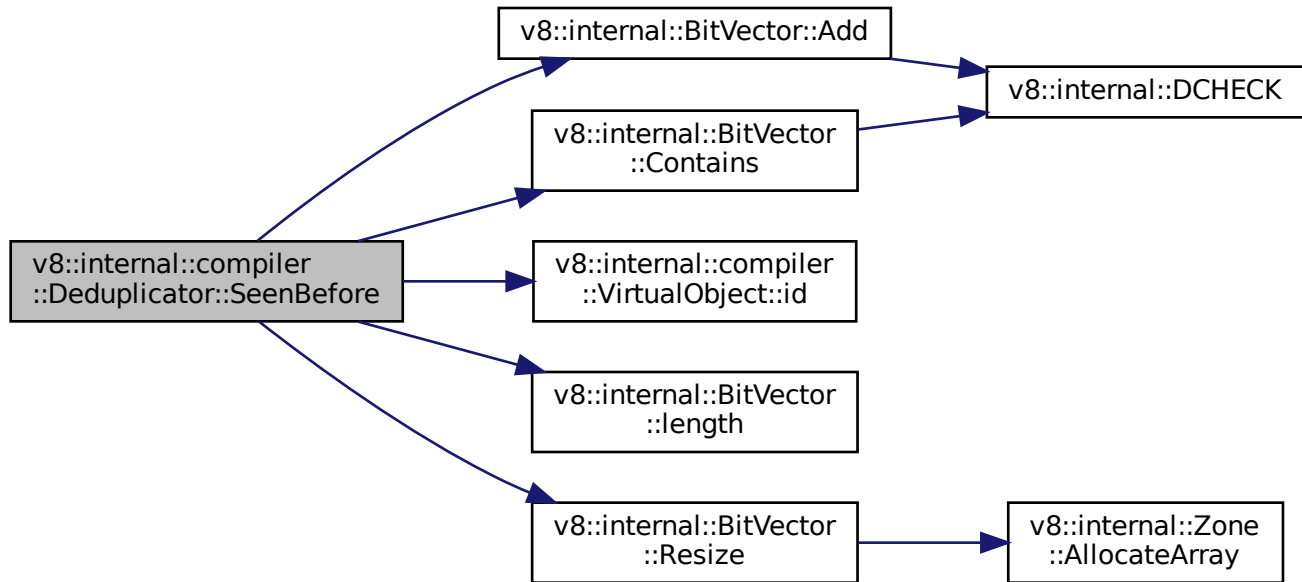 v8::internal::BitVector::Add
v8::internal::DCHECK
v8::internal::BitVector
::Contains
v8::internal::compiler
::Deduplicator::SeenBefore
v8::internal::compiler
::VirtualObject::id
v8::internal::BitVector
::length
v8::internal::BitVector
::Resize
v8::internal::Zone
::AllocateArray